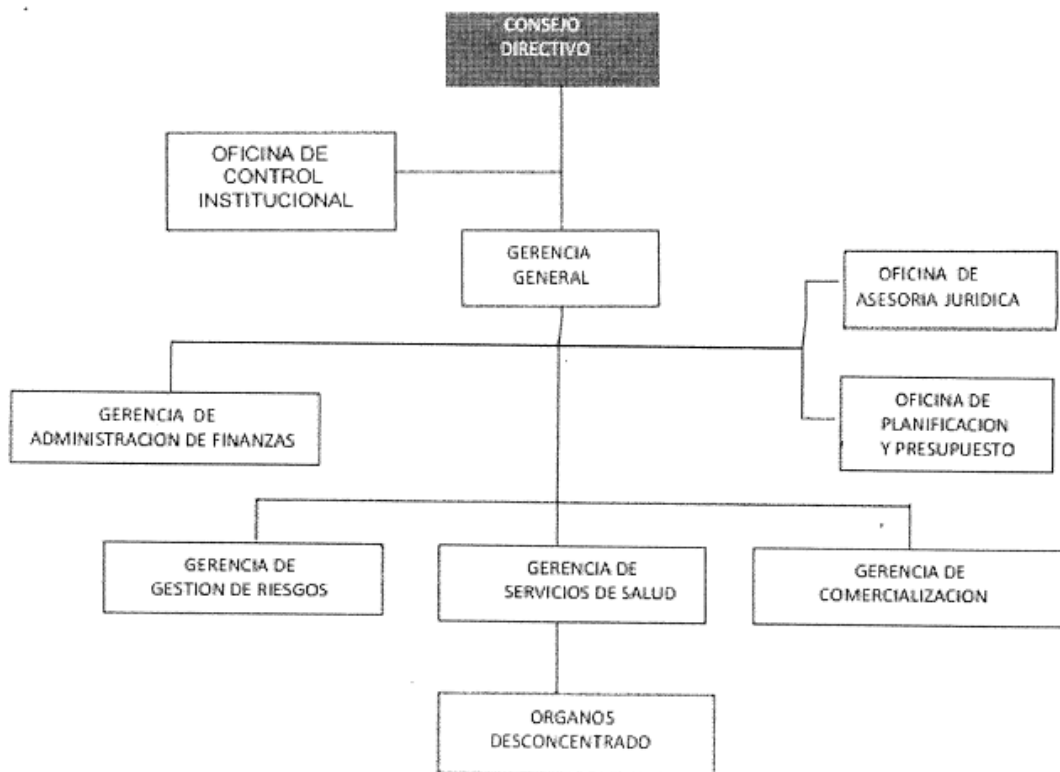 CONSEJO
DIRECTIVO
OFICINA DE
CONTROL
INSTITUCIONAL
GERENCIA
GENERAL
OFICINA DE
ASESORIA JURIDICA
GERENCIA DE
ADMINISTRACION DE FINANZAS
OFICINA DE
PLANIFICACION
Y PRESUPUESTO
GERENCIA DE
GESTION DE RIESGOS
GERENCIA DE
SERVICIOS DE SALUD
GERENCIA DE
COMERCIALIZACION
ORGANOS
DESCONCENTRADO